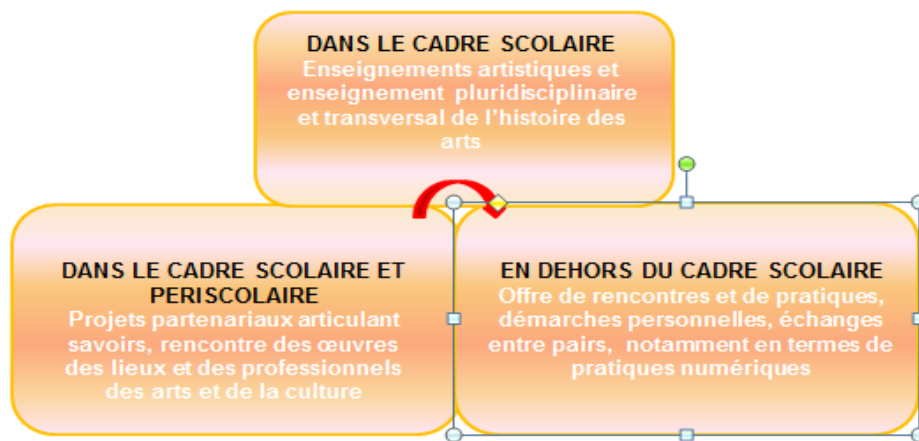 DANS LE CADRE SCOLAIRE
Enseignements artistiques et
enseignement pluridisciplinaire
et transversal de l'histoire des
arts
DANS LE CADRE SCOLAIRE ET
PERISCOLAIRE
Projets partenariaux articulant
savoirs, rencontre des œuvres
des lieux et des professionnels
des arts et de la culture
EN DEHORS DU CADRE SCOLAIRE
Offre de rencontres et de pratiques,
démarches personnelles, échanges
entre pairs, notamment en termes de
pratiques numériques